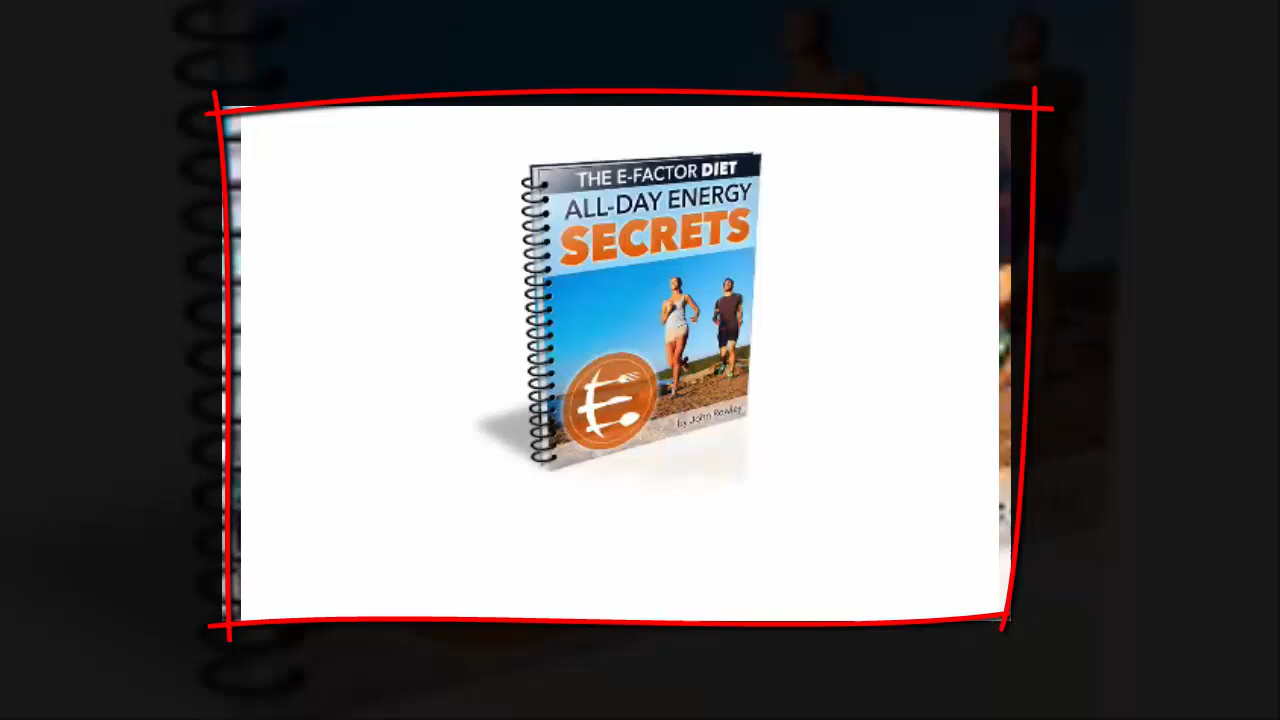 THE E-FACTOR DIET
ALL-DAY ENERGY
SECRETS
by John Rowley